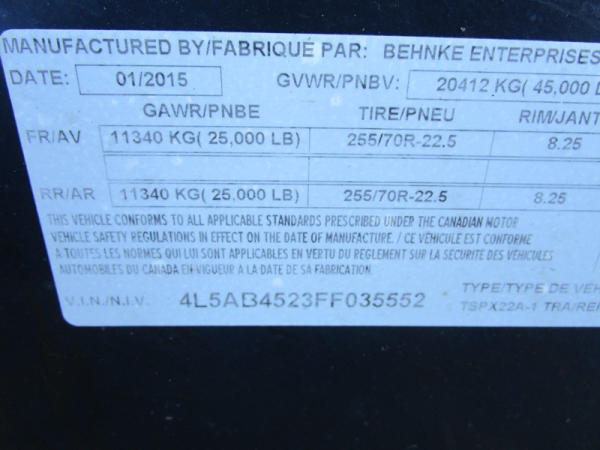 MANUFACTURED BY/FABRIQUÉ PAR: BEHNKE ENTERPRISES
DATE: 01/2015 GVWR/PNBV: 20412 KG( 45,000 L
GAWR/PNBE TIRE/PNEU RIM/JANT
FR/AV 11340 KG( 25,000 LB) 255/70R-22.5 8.25
RR/AR 11340 KG( 25,000 LB) 255/70R-22.5 8.25
THIS VEHICLE CONFORMS TO ALL APPLICABLE STANDARDS PRESCRIBED UNDER THE CANADIAN MOTOR
VEHICLE SAFETY REGULATIONS IN EFFECT ON THE DATE OF MANUFACTURE. / CE VÉHICULE EST CONFORME
À TOUTES LES NORMES QUI LUI SONT APPLICABLES EN VERTU DU RÈGLEMENT SUR LA SÉCURITÉ DES VÉHICULES
AUTOMOBILES DU CANADA EN VIGUEUR À LA DATE DE SA FABRICATION.
V.I.N./N.I.V. 4L5AB4523FF035552 TYPE/TYPE DE VEH
TSPX22A-1 TRA/REM